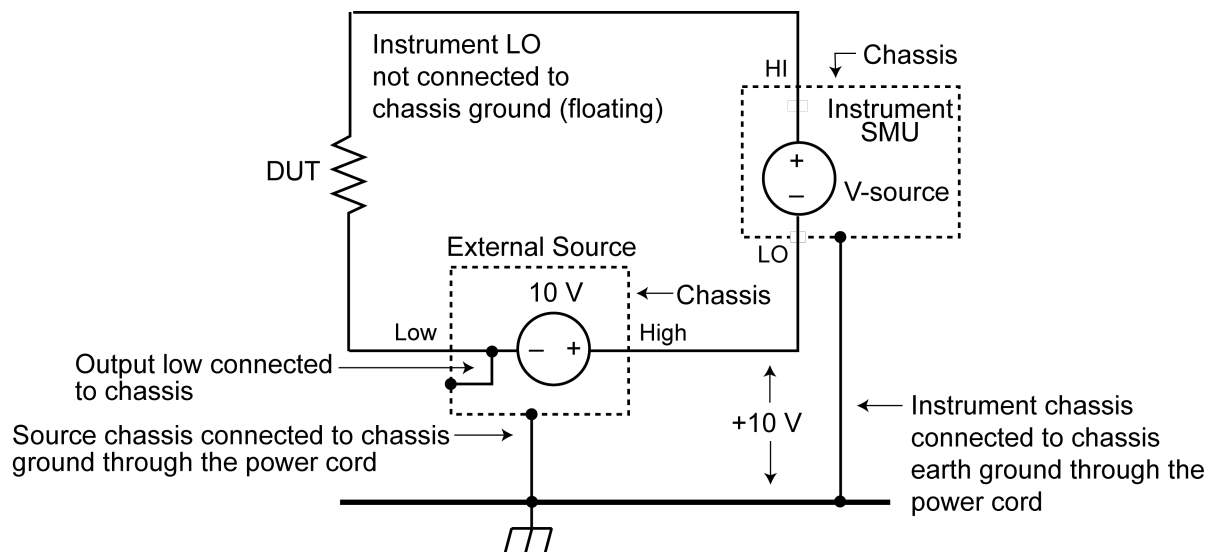 Instrument LO
not connected to
chassis ground (floating)
HI
Chassis
Instrument
SMU
DUT
+
–
V-source
LO
External Source
10 V
Chassis
Low
– +
High
Output low connected
to chassis
+10 V
Source chassis connected to chassis
ground through the power cord
Instrument chassis
connected to chassis
earth ground through the
power cord